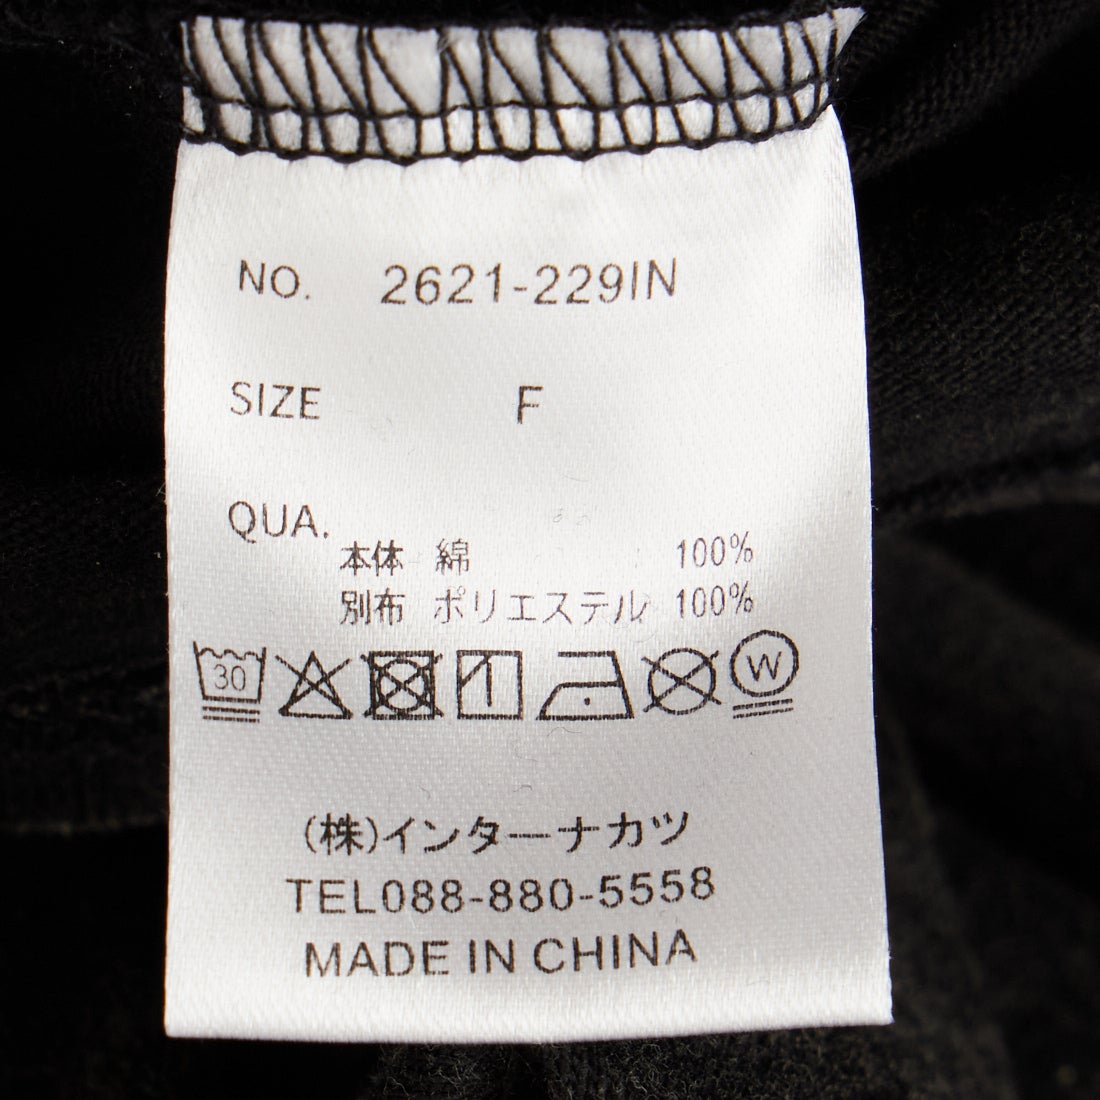 NO. 2621-229IN
SIZE F
QUA.
本体 綿 100%
別布 ポリエステル 100%
30 W
(株)インターナカツ
TEL088-880-5558
MADE IN CHINA